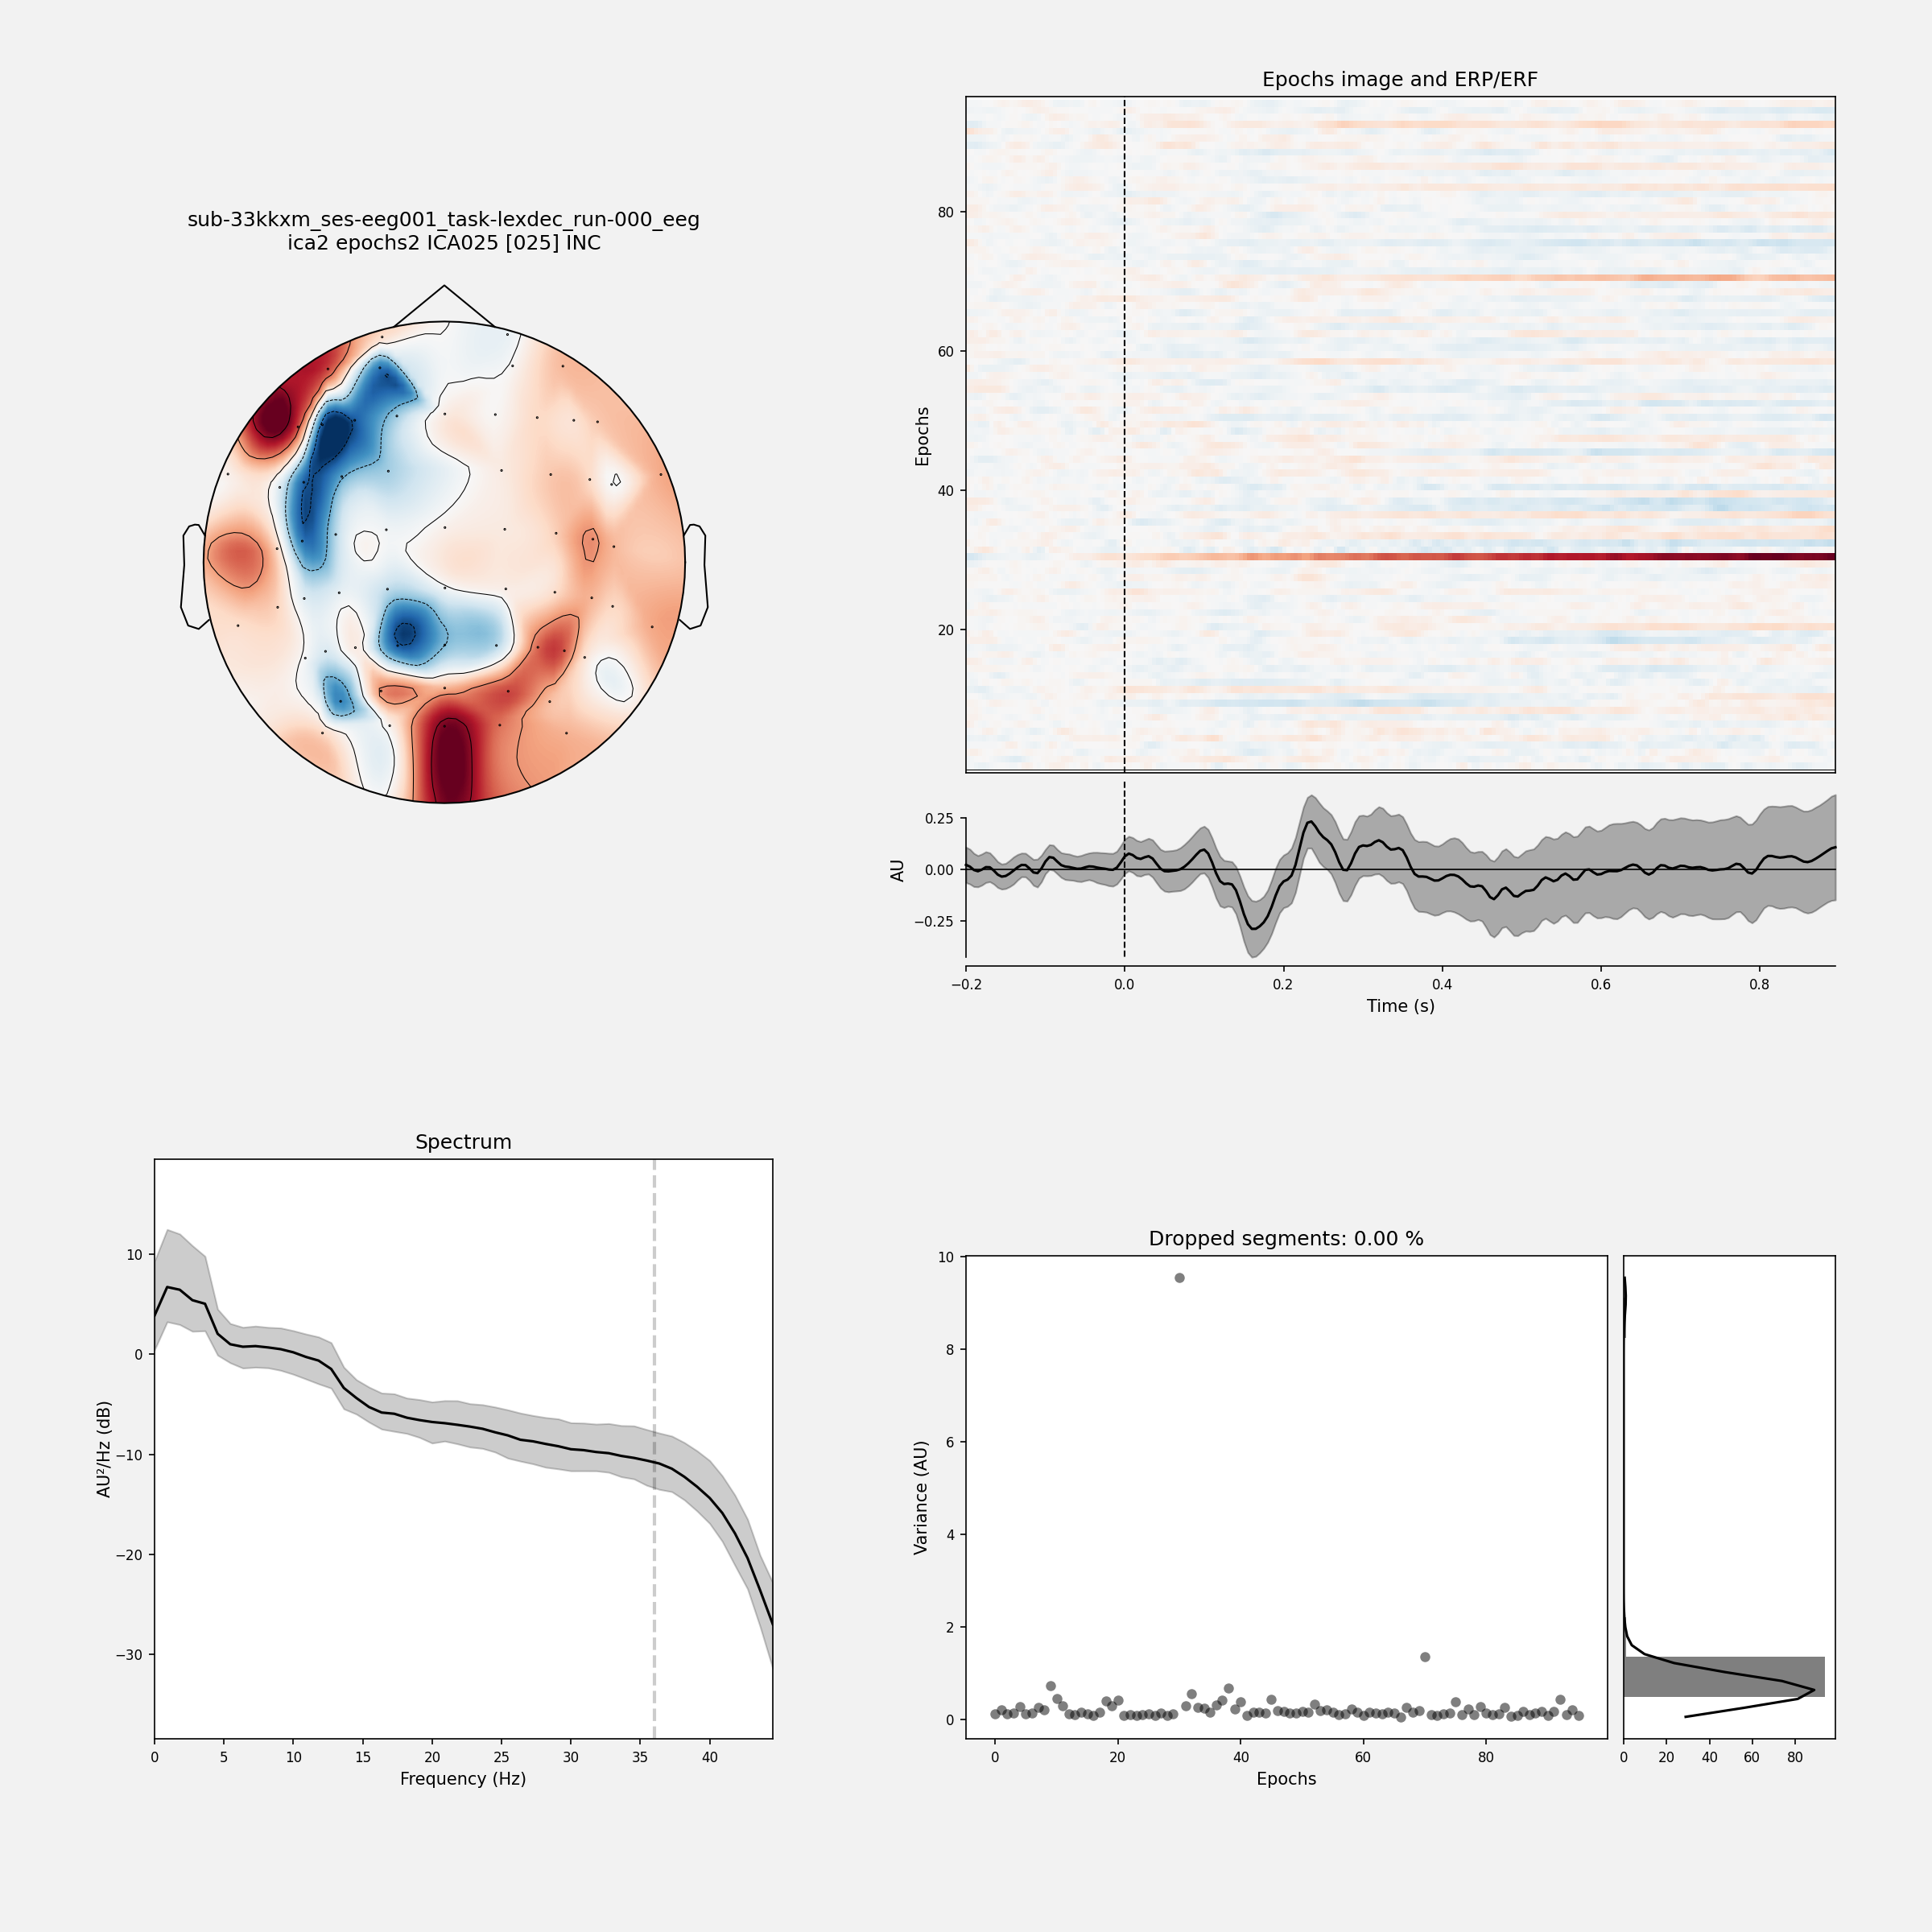 sub-33kkxm_ses-eeg001_task-lexdec_run-000_eeg
ica2 epochs2 ICA025 [025] INC
Epochs image and ERP/ERF
80
60
40
20
Epochs
0.25
0.00
−0.25
AU
−0.2 0.0 0.2 0.4 0.6 0.8
Time (s)
Spectrum
10
0
−10
−20
−30
AU²/Hz (dB)
0 5 10 15 20 25 30 35 40
Frequency (Hz)
Dropped segments: 0.00 %
10
8
6
4
2
0
Variance (AU)
0 20 40 60 80
Epochs
0 20 40 60 80